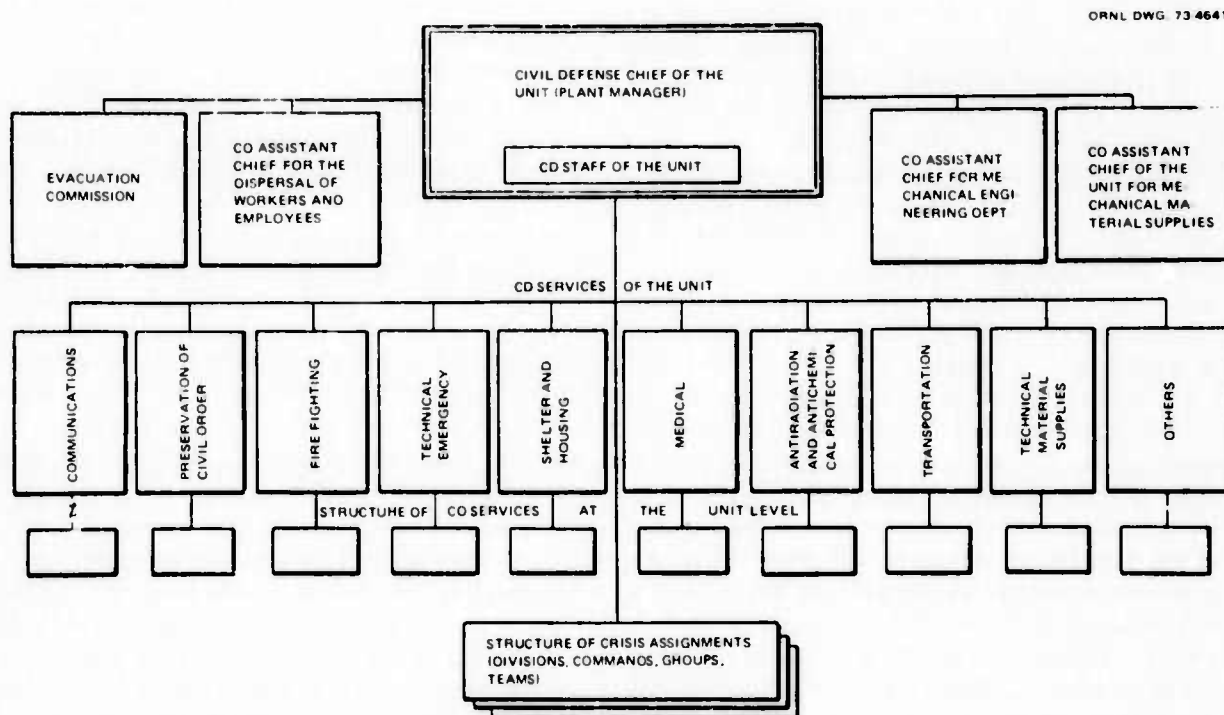 ORNL DWG. 73 4641
CIVIL DEFENSE CHIEF OF THE
UNIT (PLANT MANAGER)
CD STAFF OF THE UNIT
EVACUATION
COMMISSION
CO ASSISTANT
CHIEF FOR THE
DISPERSAL OF
WORKERS AND
EMPLOYEES
CO ASSISTANT
CHIEF FOR ME
CHANICAL ENGI
NEERING OEPT
CO ASSISTANT
CHIEF OF THE
UNIT FOR ME
CHANICAL MA
TERIAL SUPPLIES
CD SERVICES OF THE UNIT
COMMUNICATIONS
PRESERVATION OF
CIVIL ORDER
FIRE FIGHTING
TECHNICAL
EMERGENCY
SHELTER AND
HOUSING
MEDICAL
ANTIRADIATION
AND ANTICHEMI
CAL PROTECTION
TRANSPORTATION
TECHNICAL
MATERIAL
SUPPLIES
OTHERS
STRUCTURE OF CO SERVICES AT THE UNIT LEVEL
STRUCTURE OF CRISIS ASSIGNMENTS
(DIVISIONS, COMMANOS, GHOUPS,
TEAMS)